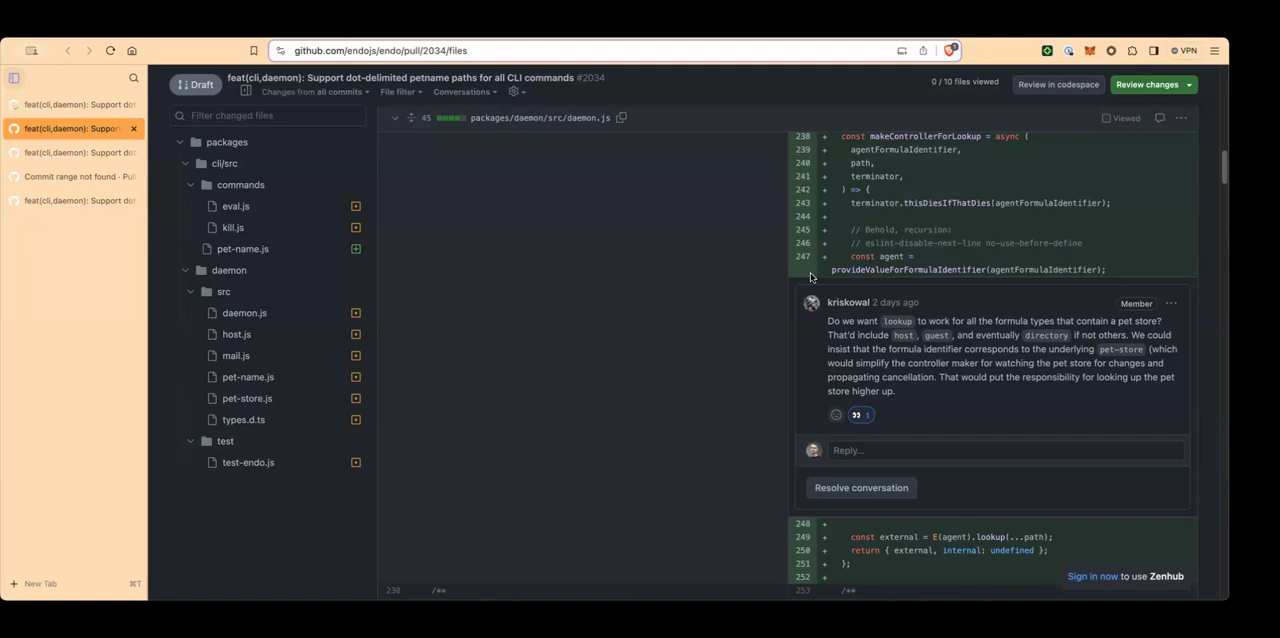 github.com/endojs/endo/pull/2034/files
1
VPN
feat(cli,daemon): Support dot
feat(cli,daemon): Support
feat(cli,daemon): Support dot
Commit range not found · Pull
feat(cli,daemon): Support dot
+ New Tab
⌘T
Draft
feat(cli,daemon): Support dot-delimited petname paths for all CLI commands #2034
Changes from all commits
File filter
Conversations
0 / 10 files viewed
Review in codespace
Review changes
Filter changed files
packages
cli/src
commands
eval.js
kill.js
pet-name.js
daemon
src
daemon.js
host.js
mail.js
pet-name.js
pet-store.js
types.d.ts
test
test-endo.js
45
packages/daemon/src/daemon.js
Viewed
238 + const makeControllerForLookup = async (
239 + agentFormulaIdentifier,
240 + path,
241 + terminator,
242 + ) => {
243 + terminator.thisDiesIfThatDies(agentFormulaIdentifier);
244 +
245 + // Behold, recursion:
246 + // eslint-disable-next-line no-use-before-define
247 + const agent =
provideValueForFormulaIdentifier(agentFormulaIdentifier);
kriskowal 2 days ago
Member
Do we want lookup to work for all the formula types that contain a pet store?
That'd include host, guest, and eventually directory if not others. We could
insist that the formula identifier corresponds to the underlying pet-store (which
would simplify the controller maker for watching the pet store for changes and
propagating cancellation. That would put the responsibility for looking up the pet
store higher up.
👀 1
Reply...
Resolve conversation
248 +
249 + const external = E(agent).lookup(...path);
250 + return { external, internal: undefined };
251 + };
252 +
230 /**
253 /**
Sign in now to use Zenhub